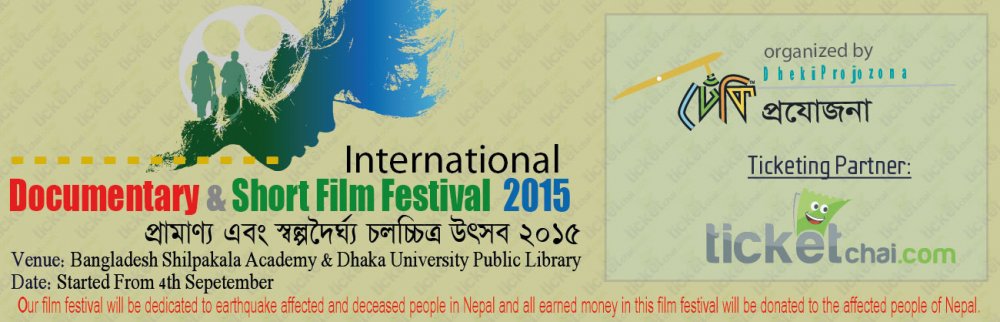 International
Documentary & Short Film Festival 2015
প্রামাণ্য এবং স্বল্পদৈর্ঘ্য চলচ্চিত্র উৎসব ২০১৫
Venue: Bangladesh Shilpakala Academy & Dhaka University Public Library
Date: Started From 4th Sepetember
organized by
DhekiProjozona
ঢেঁকি™ প্রযোজনা
Ticketing Partner:
ticketchai.com
Our film festival will be dedicated to earthquake affected and deceased people in Nepal and all earned money in this film festival will be donated to the affected people of Nepal.